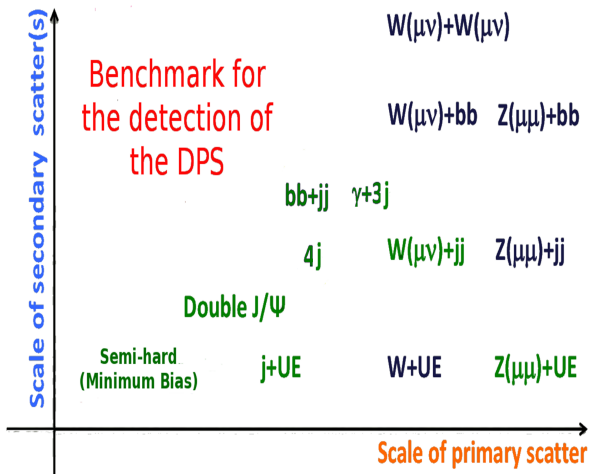 W(μν)+W(μν)
Benchmark for
the detection of
the DPS
W(μν)+bb Z(μμ)+bb
bb+jj γ+3j
4j W(μν)+jj Z(μμ)+jj
Double J/Ψ
Semi-hard
(Minimum Bias)
j+UE W+UE Z(μμ)+UE
Scale of secondary scatter(s)
Scale of primary scatter